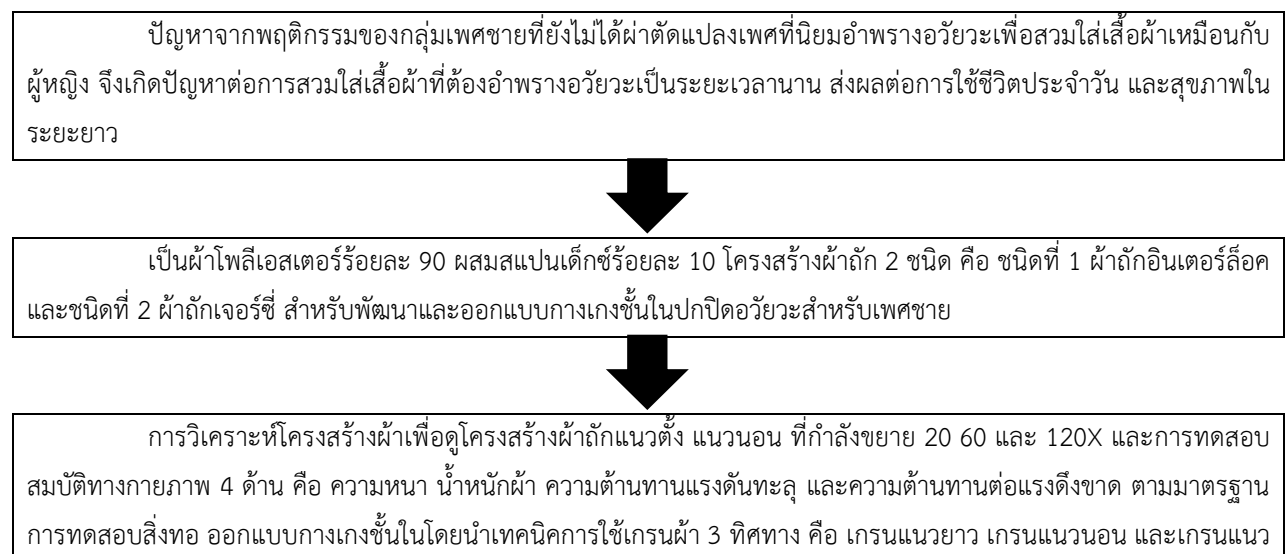 ปัญหาจากพฤติกรรมของกลุ่มเพศชายที่ยังไม่ได้ผ่าตัดแปลงเพศที่นิยมอำพรางอวัยวะเพื่อสวมใส่เสื้อผ้าเหมือนกับ
ผู้หญิง จึงเกิดปัญหาต่อการสวมใส่เสื้อผ้าที่ต้องอำพรางอวัยวะเป็นระยะเวลานาน ส่งผลต่อการใช้ชีวิตประจำวัน และสุขภาพใน
ระยะยาว
เป็นผ้าโพลีเอสเตอร์ร้อยละ 90 ผสมสแปนเด็กซ์ร้อยละ 10 โครงสร้างผ้าถัก 2 ชนิด คือ ชนิดที่ 1 ผ้าถักอินเตอร์ล็อค
และชนิดที่ 2 ผ้าถักเจอร์ซี่ สำหรับพัฒนาและออกแบบกางเกงชั้นในปกปิดอวัยวะสำหรับเพศชาย
การวิเคราะห์โครงสร้างผ้าเพื่อดูโครงสร้างผ้าถักแนวตั้ง แนวนอน ที่กำลังขยาย 20 60 และ 120X และการทดสอบ
สมบัติทางกายภาพ 4 ด้าน คือ ความหนา น้ำหนักผ้า ความต้านทานแรงดันทะลุ และความต้านทานต่อแรงดึงขาด ตามมาตรฐาน
การทดสอบสิ่งทอ ออกแบบกางเกงชั้นในโดยนำเทคนิคการใช้เกรนผ้า 3 ทิศทาง คือ เกรนแนวยาว เกรนแนวนอน และเกรนแนว